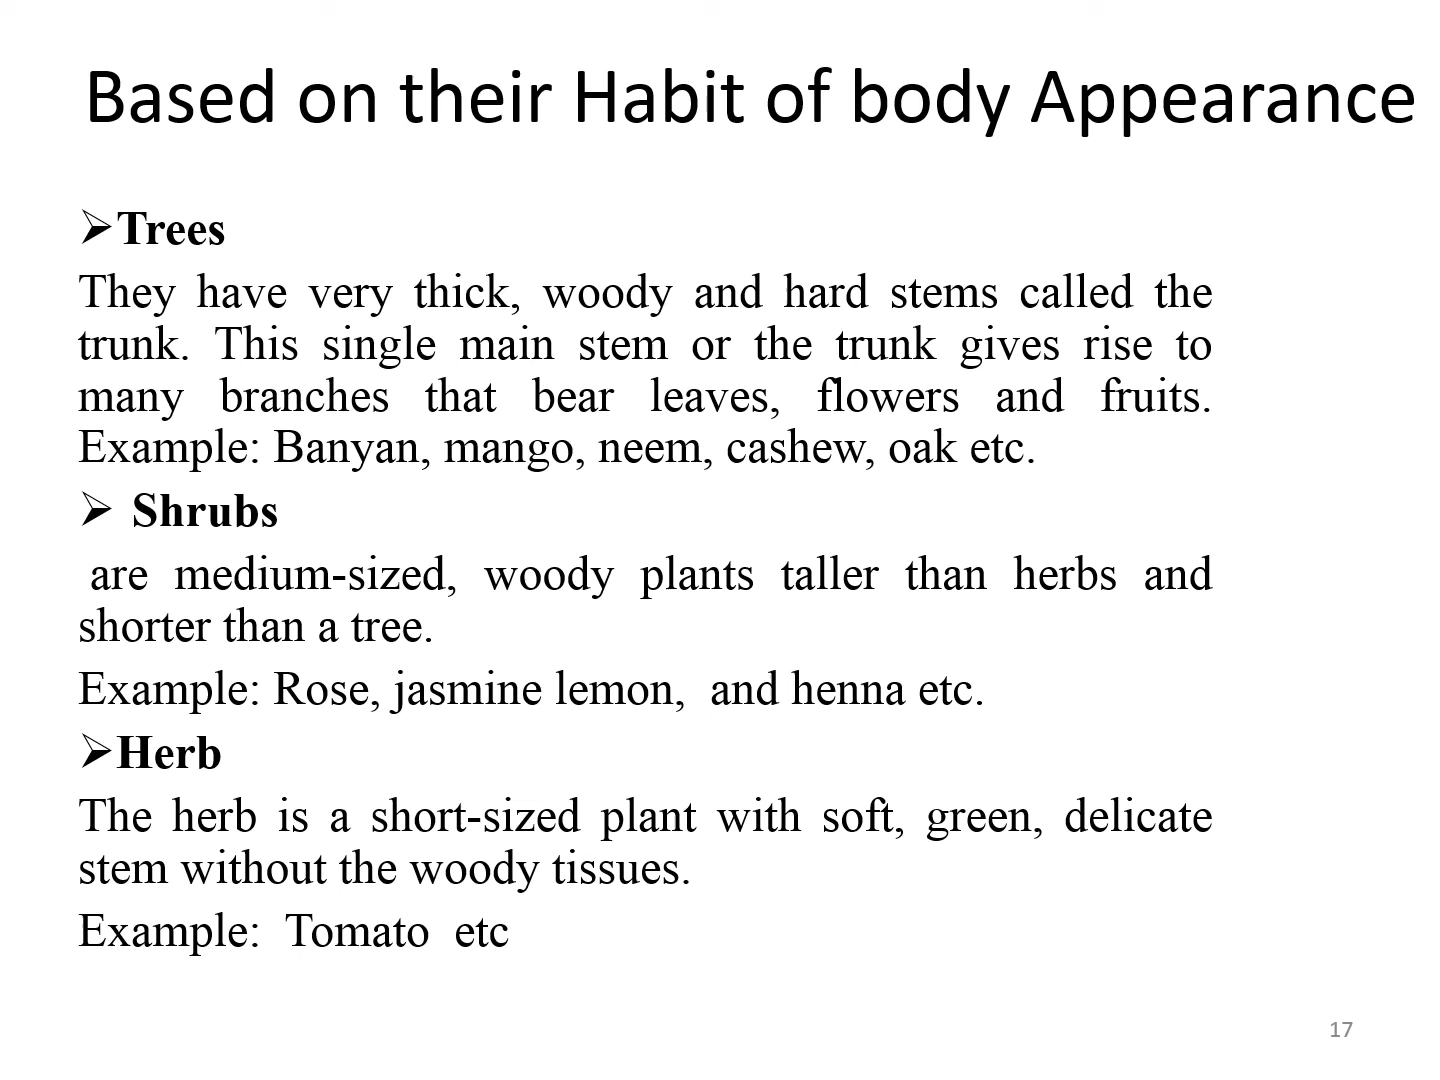 Based on their Habit of body Appearance
➢Trees
They have very thick, woody and hard stems called the
trunk. This single main stem or the trunk gives rise to
many branches that bear leaves, flowers and fruits.
Example: Banyan, mango, neem, cashew, oak etc.
➢ Shrubs
are medium-sized, woody plants taller than herbs and
shorter than a tree.
Example: Rose, jasmine lemon,  and henna etc.
➢Herb
The herb is a short-sized plant with soft, green, delicate
stem without the woody tissues.
Example:  Tomato  etc
17